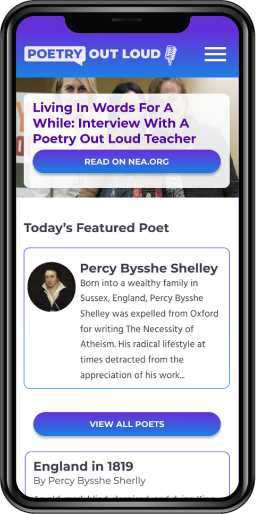 POETRY OUT LOUD
Living In Words For A
While: Interview With A
Poetry Out Loud Teacher
READ ON NEA.ORG
Today's Featured Poet
Percy Bysshe Shelley
Born into a wealthy family in
Sussex, England, Percy Bysshe
Shelley was expelled from Oxford
for writing The Necessity of
Atheism. His radical lifestyle at
times detracted from the
appreciation of his work...
VIEW ALL POETS
England in 1819
By Percy Bysshe Sherlly